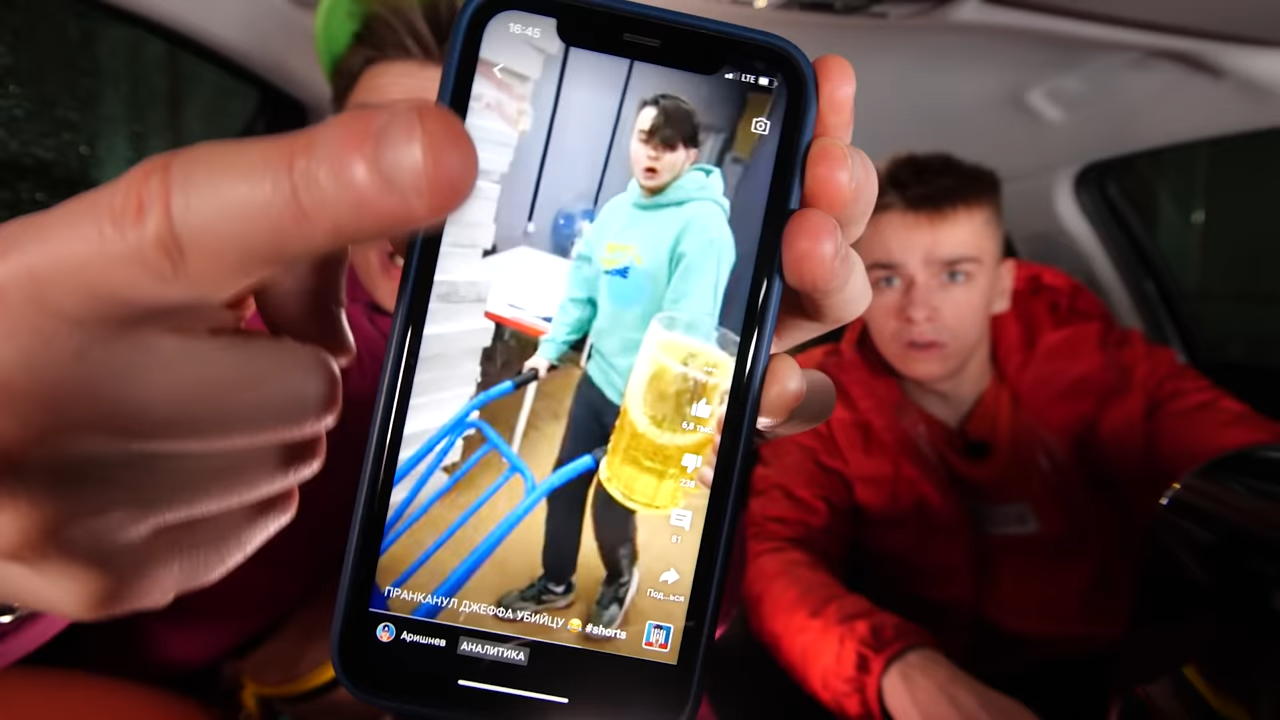 16:45
LTE
6,8 тыс.
238
81
Под...ься
ПРАНКАНУЛ ДЖЕФФА УБИЙЦУ 😂 #shorts
Аришнев
АНАЛИТИКА